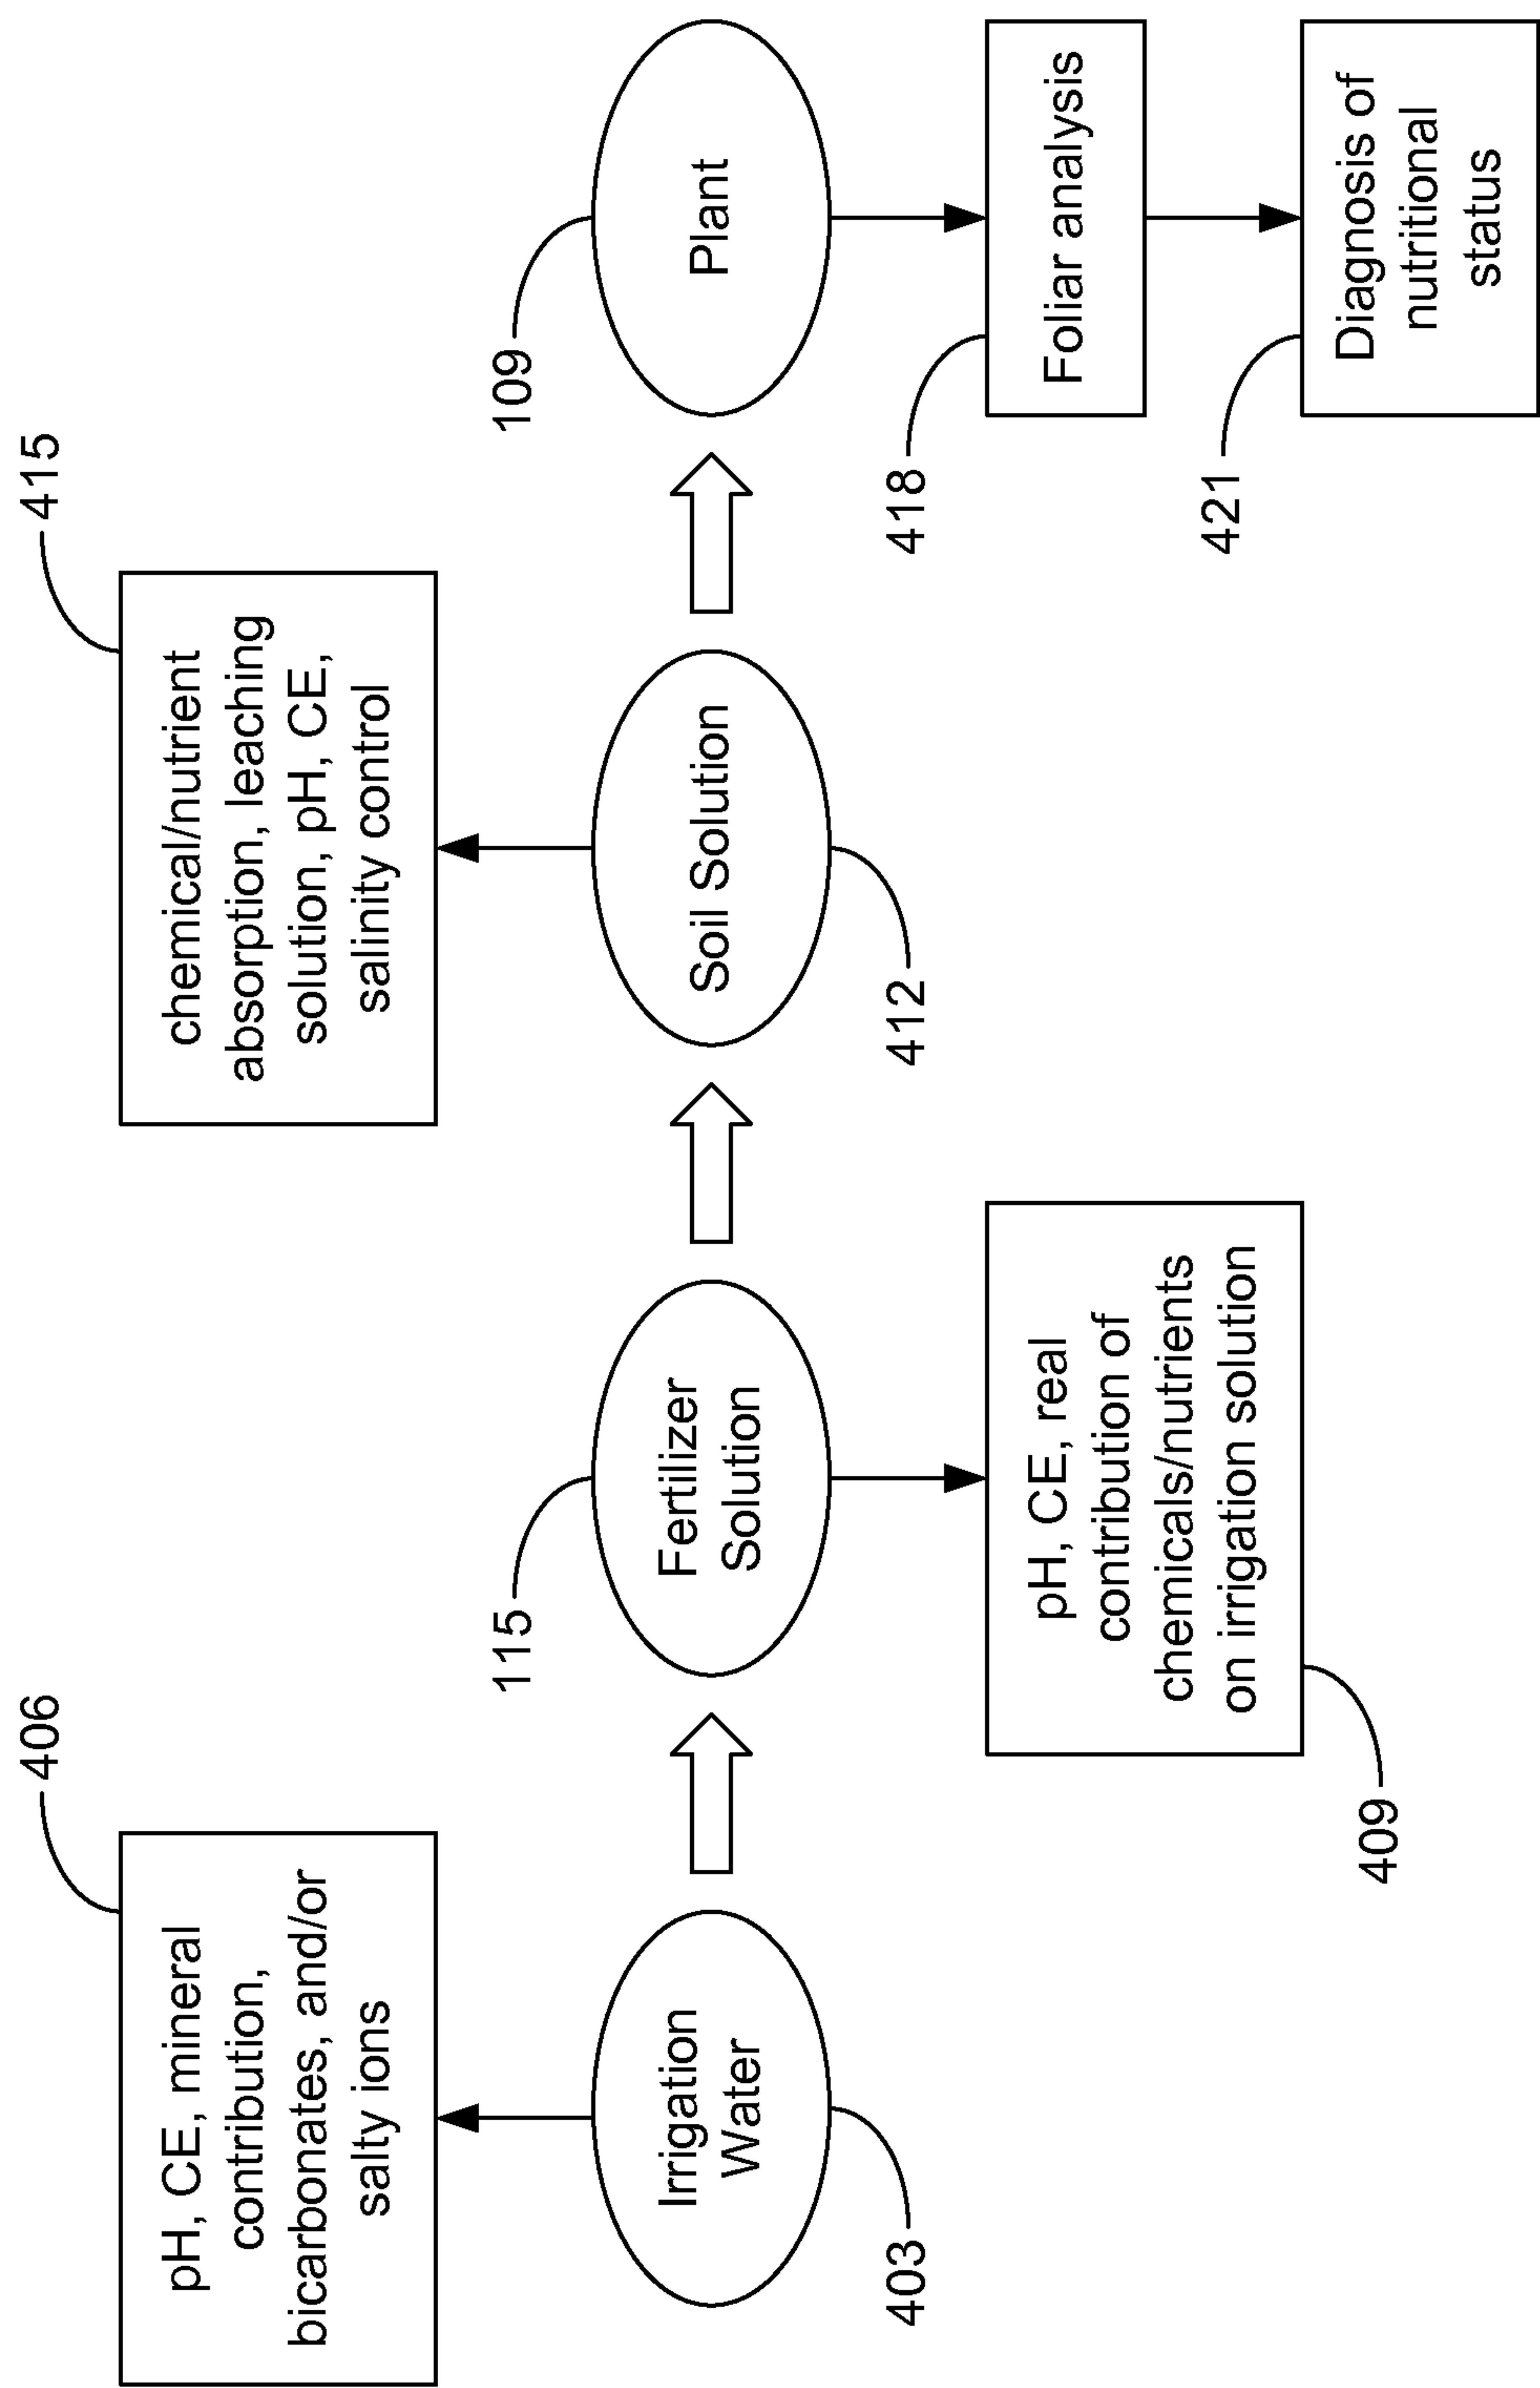 406
pH, CE, mineral
contribution,
bicarbonates, and/or
salty ions
415
chemical/nutrient
absorption, leaching
solution, pH, CE,
salinity control
Irrigation
Water
403
115
Fertilizer
Solution
Soil Solution
412
109
Plant
pH, CE, real
contribution of
chemicals/nutrients
on irrigation solution
409
418
Foliar analysis
421
Diagnosis of
nutritional
status